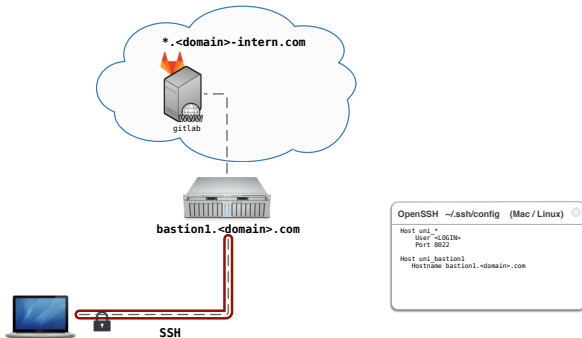 *.<domain>-intern.com
WWW
gitlab
bastion1.<domain>.com
SSH
OpenSSH ~/.ssh/config (Mac / Linux)
Host uni_*
User <LOGIN>
Port 8022
Host uni_bastion1
Hostname bastion1.<domain>.com